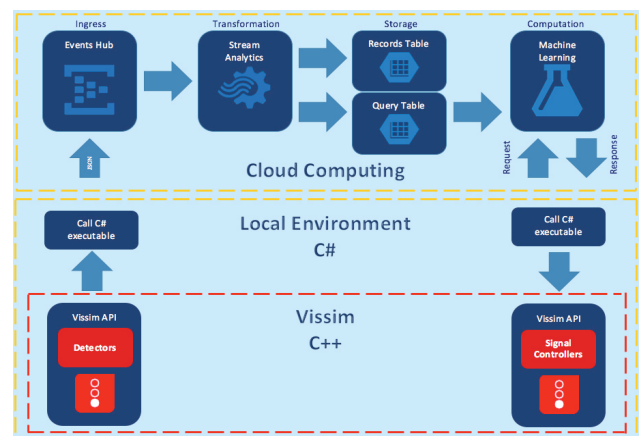 Ingress
Transformation
Storage
Computation
Events Hub
Stream
Analytics
Records Table
Query Table
Machine
Learning
JSON
Cloud Computing
Request
Response
Call C#
executable
Local Environment
C#
Call C#
executable
Vissim API
Detectors
Vissim
C++
Vissim API
Signal
Controllers